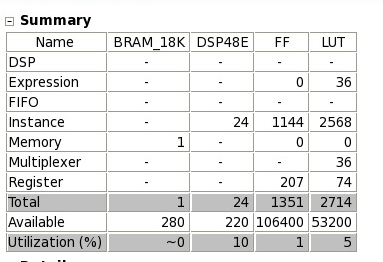 Summary
Name BRAM_18K DSP48E FF LUT
DSP - - - -
Expression - - 0 36
FIFO - - - -
Instance - 24 1144 2568
Memory 1 - 0 0
Multiplexer - - - 36
Register - - 207 74
Total 1 24 1351 2714
Available 280 220 106400 53200
Utilization (%) ~0 10 1 5